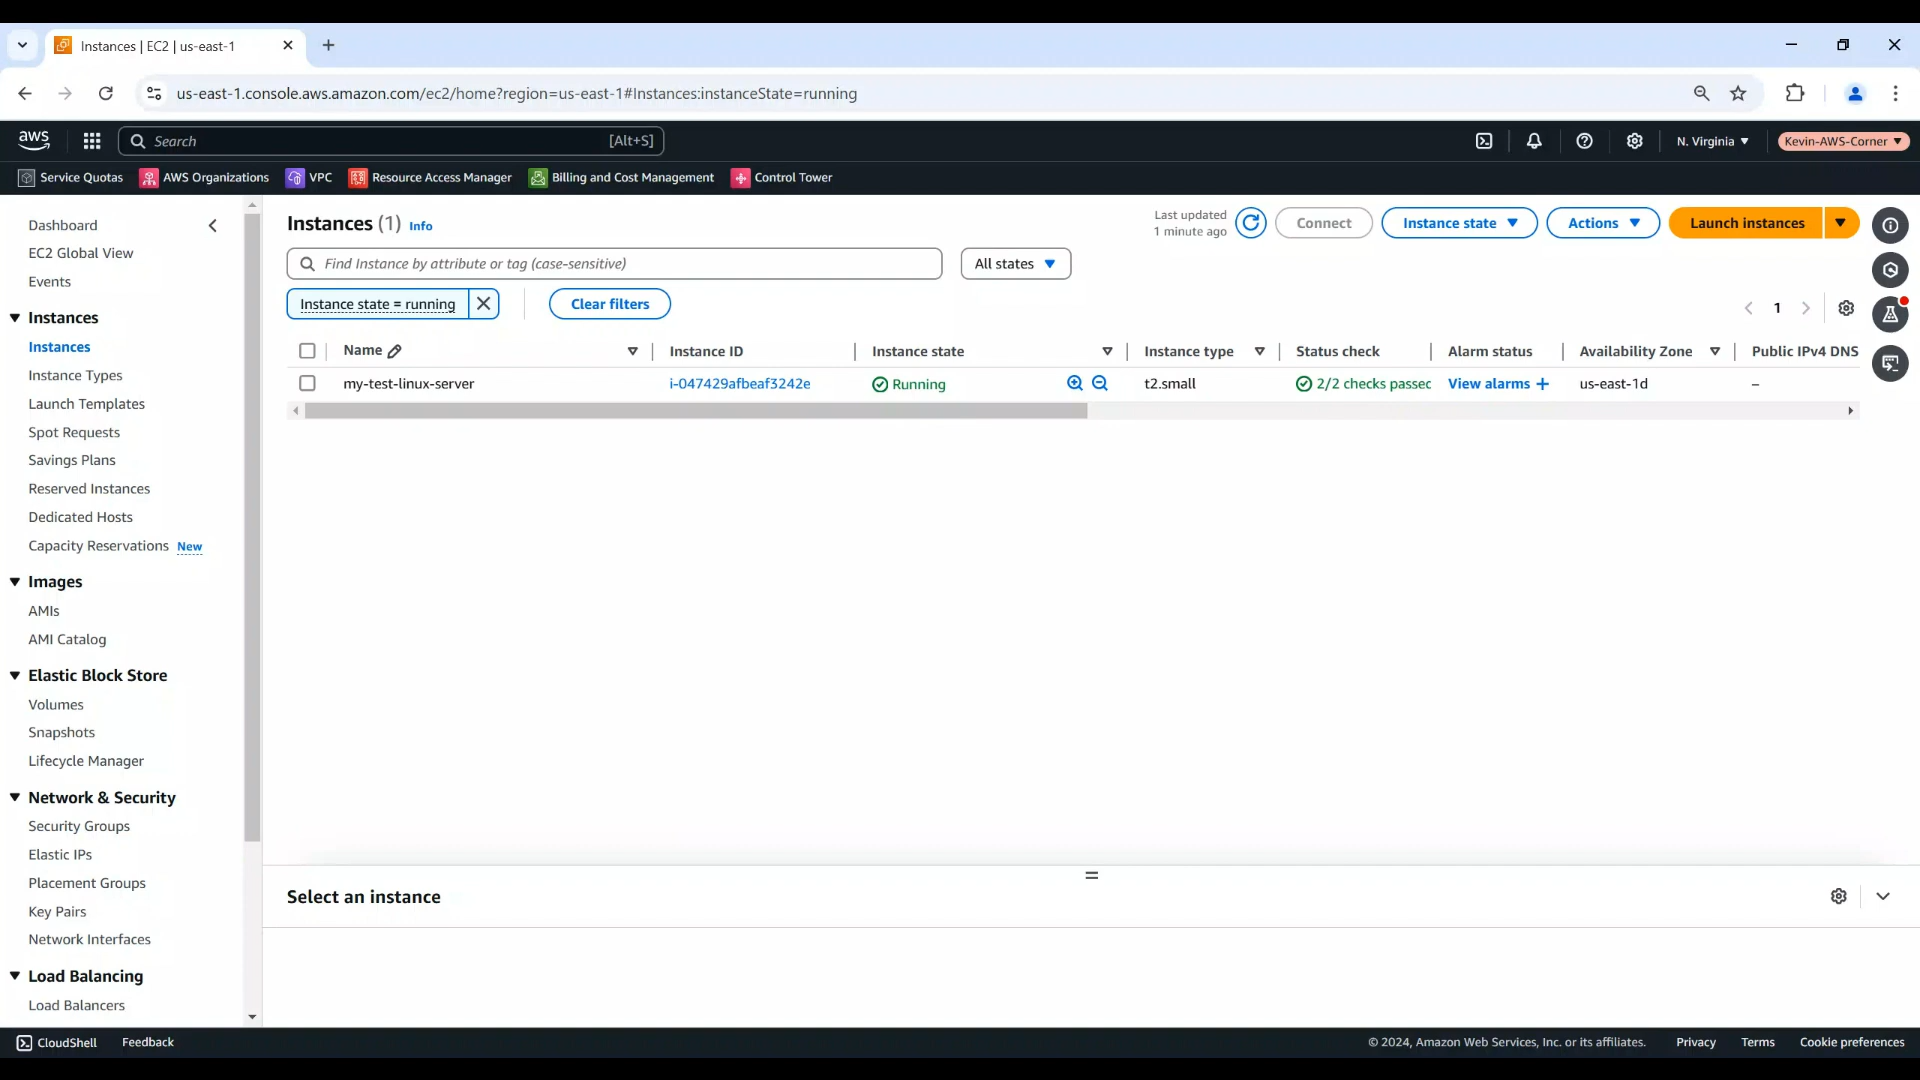 Instances | EC2 | us-east-1
us-east-1.console.aws.amazon.com/ec2/home?region=us-east-1#Instances:instanceState=running
aws
Search [Alt+S]
N. Virginia
Kevin-AWS-Corner
Service Quotas
AWS Organizations
VPC
Resource Access Manager
Billing and Cost Management
Control Tower
Dashboard
EC2 Global View
Events
Instances
Instances
Instance Types
Launch Templates
Spot Requests
Savings Plans
Reserved Instances
Dedicated Hosts
Capacity Reservations New
Images
AMIs
AMI Catalog
Elastic Block Store
Volumes
Snapshots
Lifecycle Manager
Network & Security
Security Groups
Elastic IPs
Placement Groups
Key Pairs
Network Interfaces
Load Balancing
Load Balancers
Instances (1) Info
Last updated
1 minute ago
Connect
Instance state
Actions
Launch instances
Find Instance by attribute or tag (case-sensitive)
All states
Instance state = running
Clear filters
1
Name Instance ID Instance state Instance type Status check Alarm status Availability Zone Public IPv4 DNS
my-test-linux-server i-047429afbeaf3242e Running t2.small 2/2 checks passec View alarms + us-east-1d –
Select an instance
CloudShell Feedback
© 2024, Amazon Web Services, Inc. or its affiliates. Privacy Terms Cookie preferences